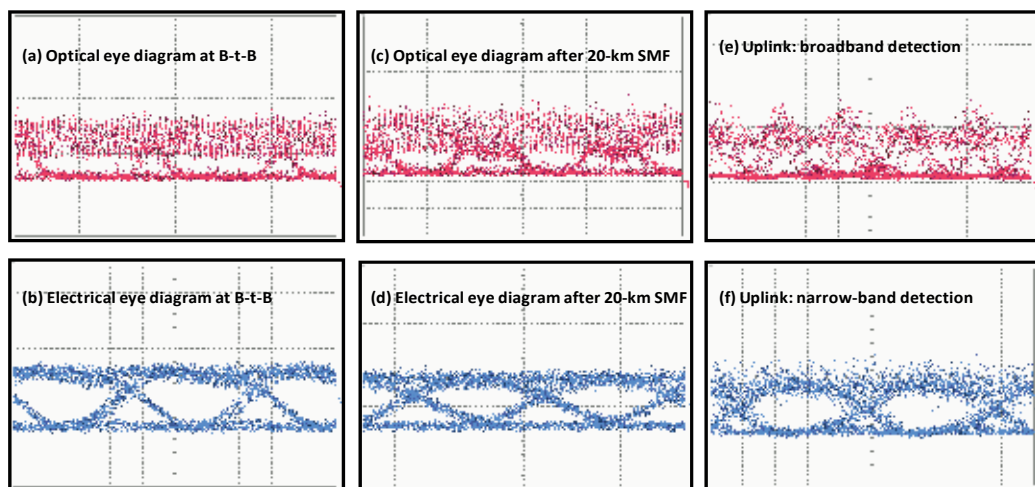 (a) Optical eye diagram at B-t-B
(c) Optical eye diagram after 20-km SMF
(e) Uplink: broadband detection
(b) Electrical eye diagram at B-t-B
(d) Electrical eye diagram after 20-km SMF
(f) Uplink: narrow-band detection